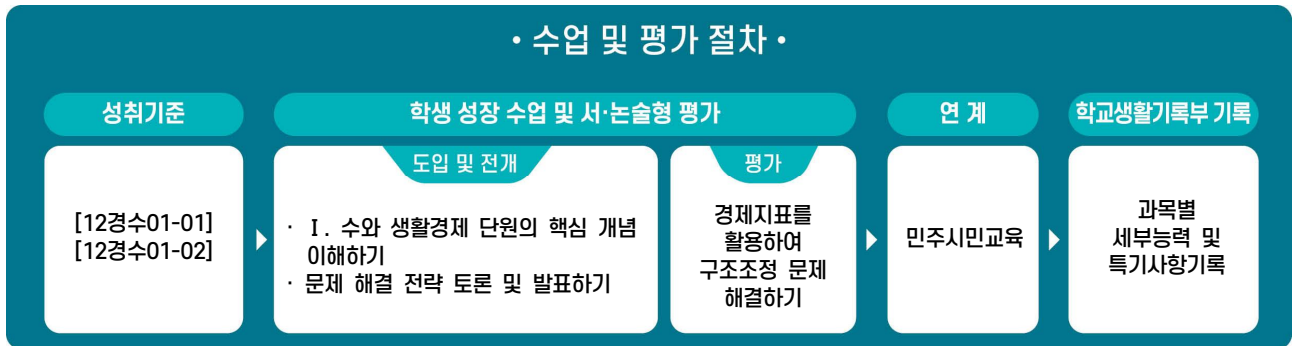 • 수업 및 평가 절차 •
성취기준
학생 성장 수업 및 서·논술형 평가
연 계
학교생활기록부 기록
[12경수01-01]
[12경수01-02]
도입 및 전개
· Ⅰ. 수와 생활경제 단원의 핵심 개념
이해하기
· 문제 해결 전략 토론 및 발표하기
평가
경제지표를
활용하여
구조조정 문제
해결하기
민주시민교육
과목별
세부능력 및
특기사항기록